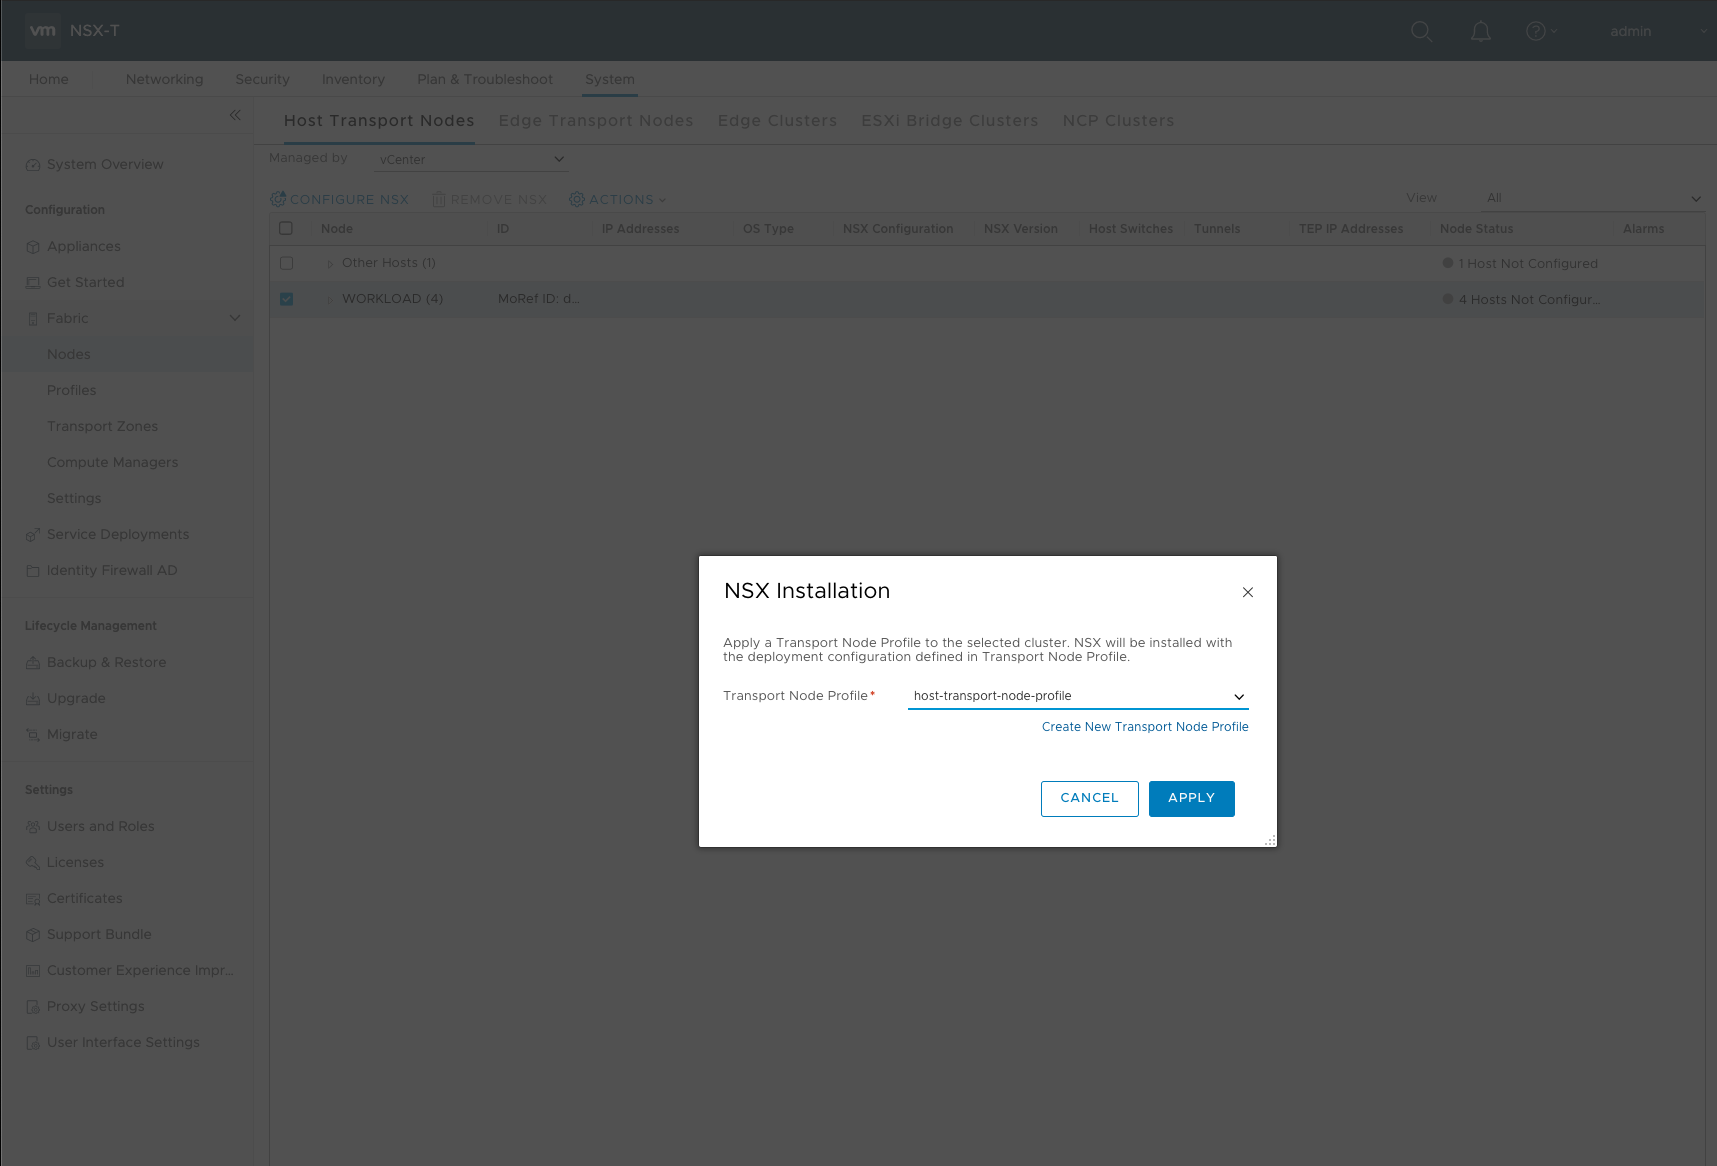 vm NSX-T
admin
Home Networking Security Inventory Plan & Troubleshoot System
Host Transport Nodes Edge Transport Nodes Edge Clusters ESXi Bridge Clusters NCP Clusters
Managed by vCenter
CONFIGURE NSX REMOVE NSX ACTIONS View All
Node ID IP Addresses OS Type NSX Configuration NSX Version Host Switches Tunnels TEP IP Addresses Node Status Alarms
Other Hosts (1) 1 Host Not Configured
WORKLOAD (4) MoRef ID: d... 4 Hosts Not Configur...
System Overview
Configuration
Appliances
Get Started
Fabric
Nodes
Profiles
Transport Zones
Compute Managers
Settings
Service Deployments
Identity Firewall AD
Lifecycle Management
Backup & Restore
Upgrade
Migrate
Settings
Users and Roles
Licenses
Certificates
Support Bundle
Customer Experience Impr...
Proxy Settings
User Interface Settings
NSX Installation
Apply a Transport Node Profile to the selected cluster. NSX will be installed with
the deployment configuration defined in Transport Node Profile.
Transport Node Profile* host-transport-node-profile
Create New Transport Node Profile
CANCEL APPLY